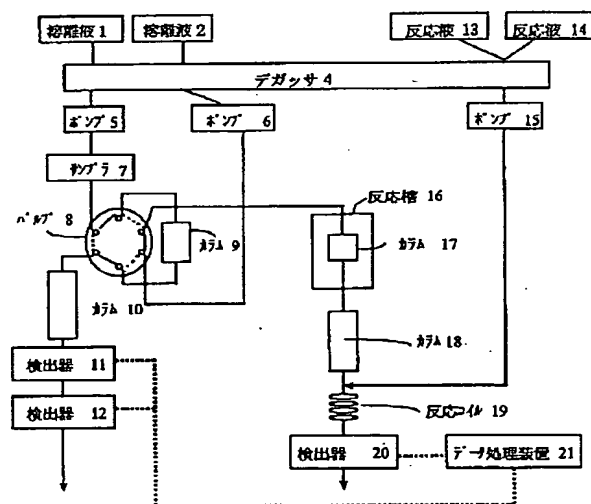 溶離液 1
溶離液 2
反応液 13
反応液 14
デガッサ 4
ポンプ 5
ポンプ 6
ポンプ 15
サンプラ 7
バルブ 8
カラム 9
反応槽 16
カラム 17
カラム 10
カラム 18
検出器 11
検出器 12
反応コイル 19
検出器 20
データ処理装置 21